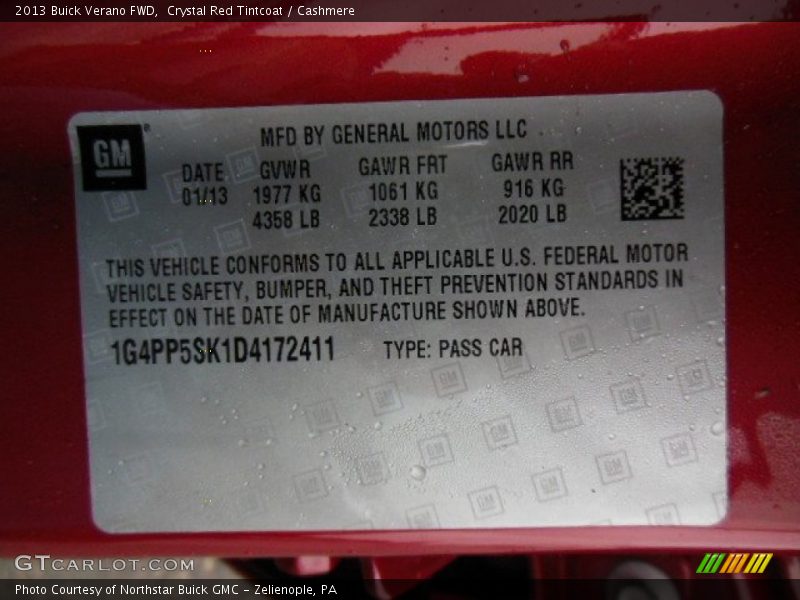 2013 Buick Verano FWD,  Crystal Red Tintcoat / Cashmere
GM
®
MFD BY GENERAL MOTORS LLC
DATE GVWR GAWR FRT GAWR RR
01/13 1977 KG 1061 KG 916 KG
4358 LB 2338 LB 2020 LB
THIS VEHICLE CONFORMS TO ALL APPLICABLE U.S. FEDERAL MOTOR
VEHICLE SAFETY, BUMPER, AND THEFT PREVENTION STANDARDS IN
EFFECT ON THE DATE OF MANUFACTURE SHOWN ABOVE.
1G4PP5SK1D4172411 TYPE: PASS CAR
GTCARLOT.COM
Photo Courtesy of Northstar Buick GMC – Zelienople, PA